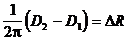 1/2π (D₂ − D₁) = ΔR